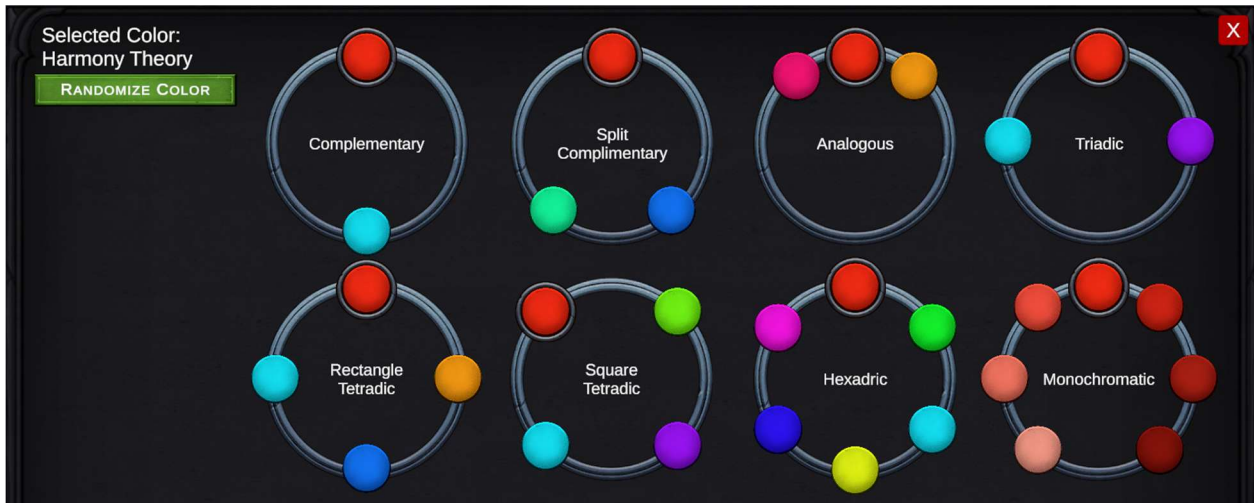 Selected Color:
Harmony Theory
RANDOMIZE COLOR
X
Complementary
Split
Complimentary
Analogous
Triadic
Rectangle
Tetradic
Square
Tetradic
Hexadric
Monochromatic